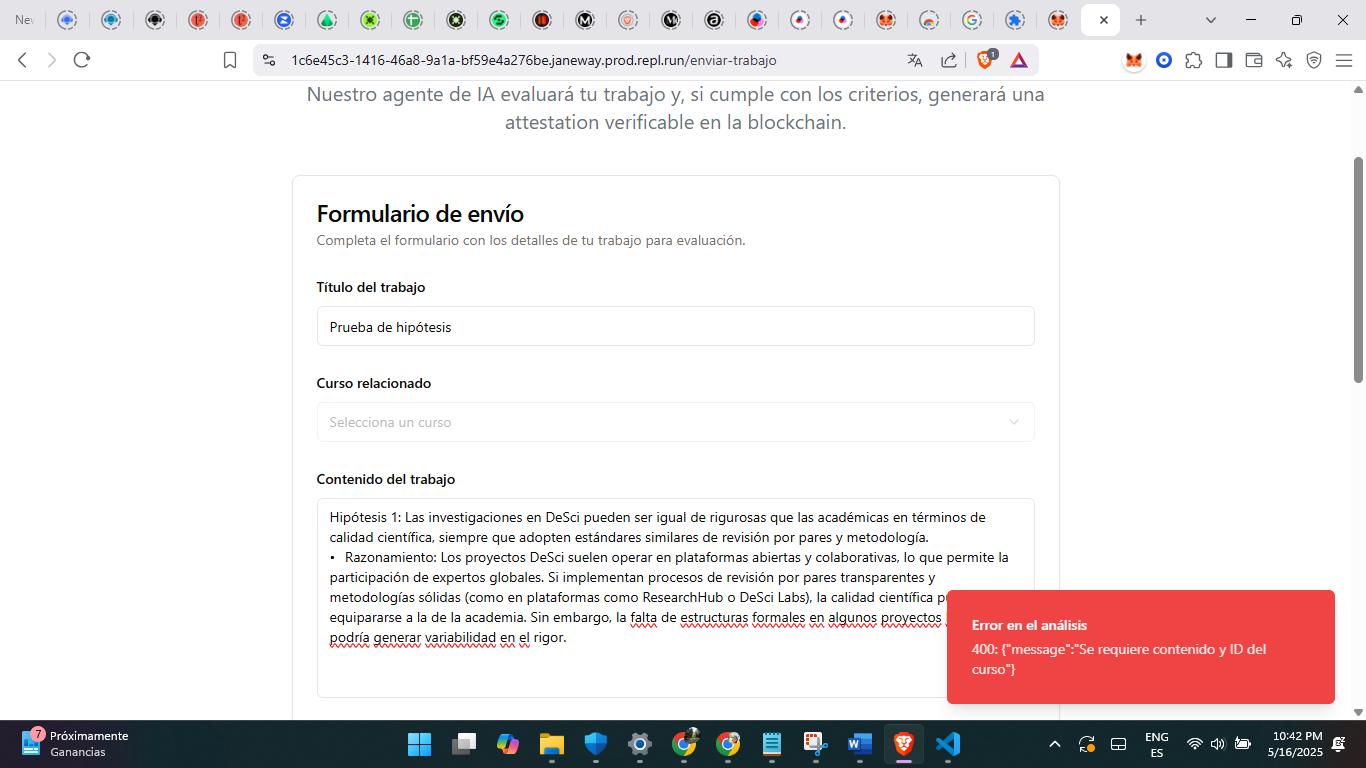 Nev
1c6e45c3-1416-46a8-9a1a-bf59e4a276be.janeway.prod.repl.run/enviar-trabajo
1
Nuestro agente de IA evaluará tu trabajo y, si cumple con los criterios, generará una
attestation verificable en la blockchain.
Formulario de envío
Completa el formulario con los detalles de tu trabajo para evaluación.
Título del trabajo
Prueba de hipótesis
Curso relacionado
Selecciona un curso
Contenido del trabajo
Hipótesis 1: Las investigaciones en DeSci pueden ser igual de rigurosas que las académicas en términos de
calidad científica, siempre que adopten estándares similares de revisión por pares y metodología.
• Razonamiento: Los proyectos DeSci suelen operar en plataformas abiertas y colaborativas, lo que permite la
participación de expertos globales. Si implementan procesos de revisión por pares transparentes y
metodologías sólidas (como en plataformas como ResearchHub o DeSci Labs), la calidad científica
equipararse a la de la academia. Sin embargo, la falta de estructuras formales en algunos proyectos
podría generar variabilidad en el rigor.
Error en el análisis
400: {"message":"Se requiere contenido y ID del
curso"}
7
Próximamente
Ganancias
ENG
ES
10:42 PM
5/16/2025